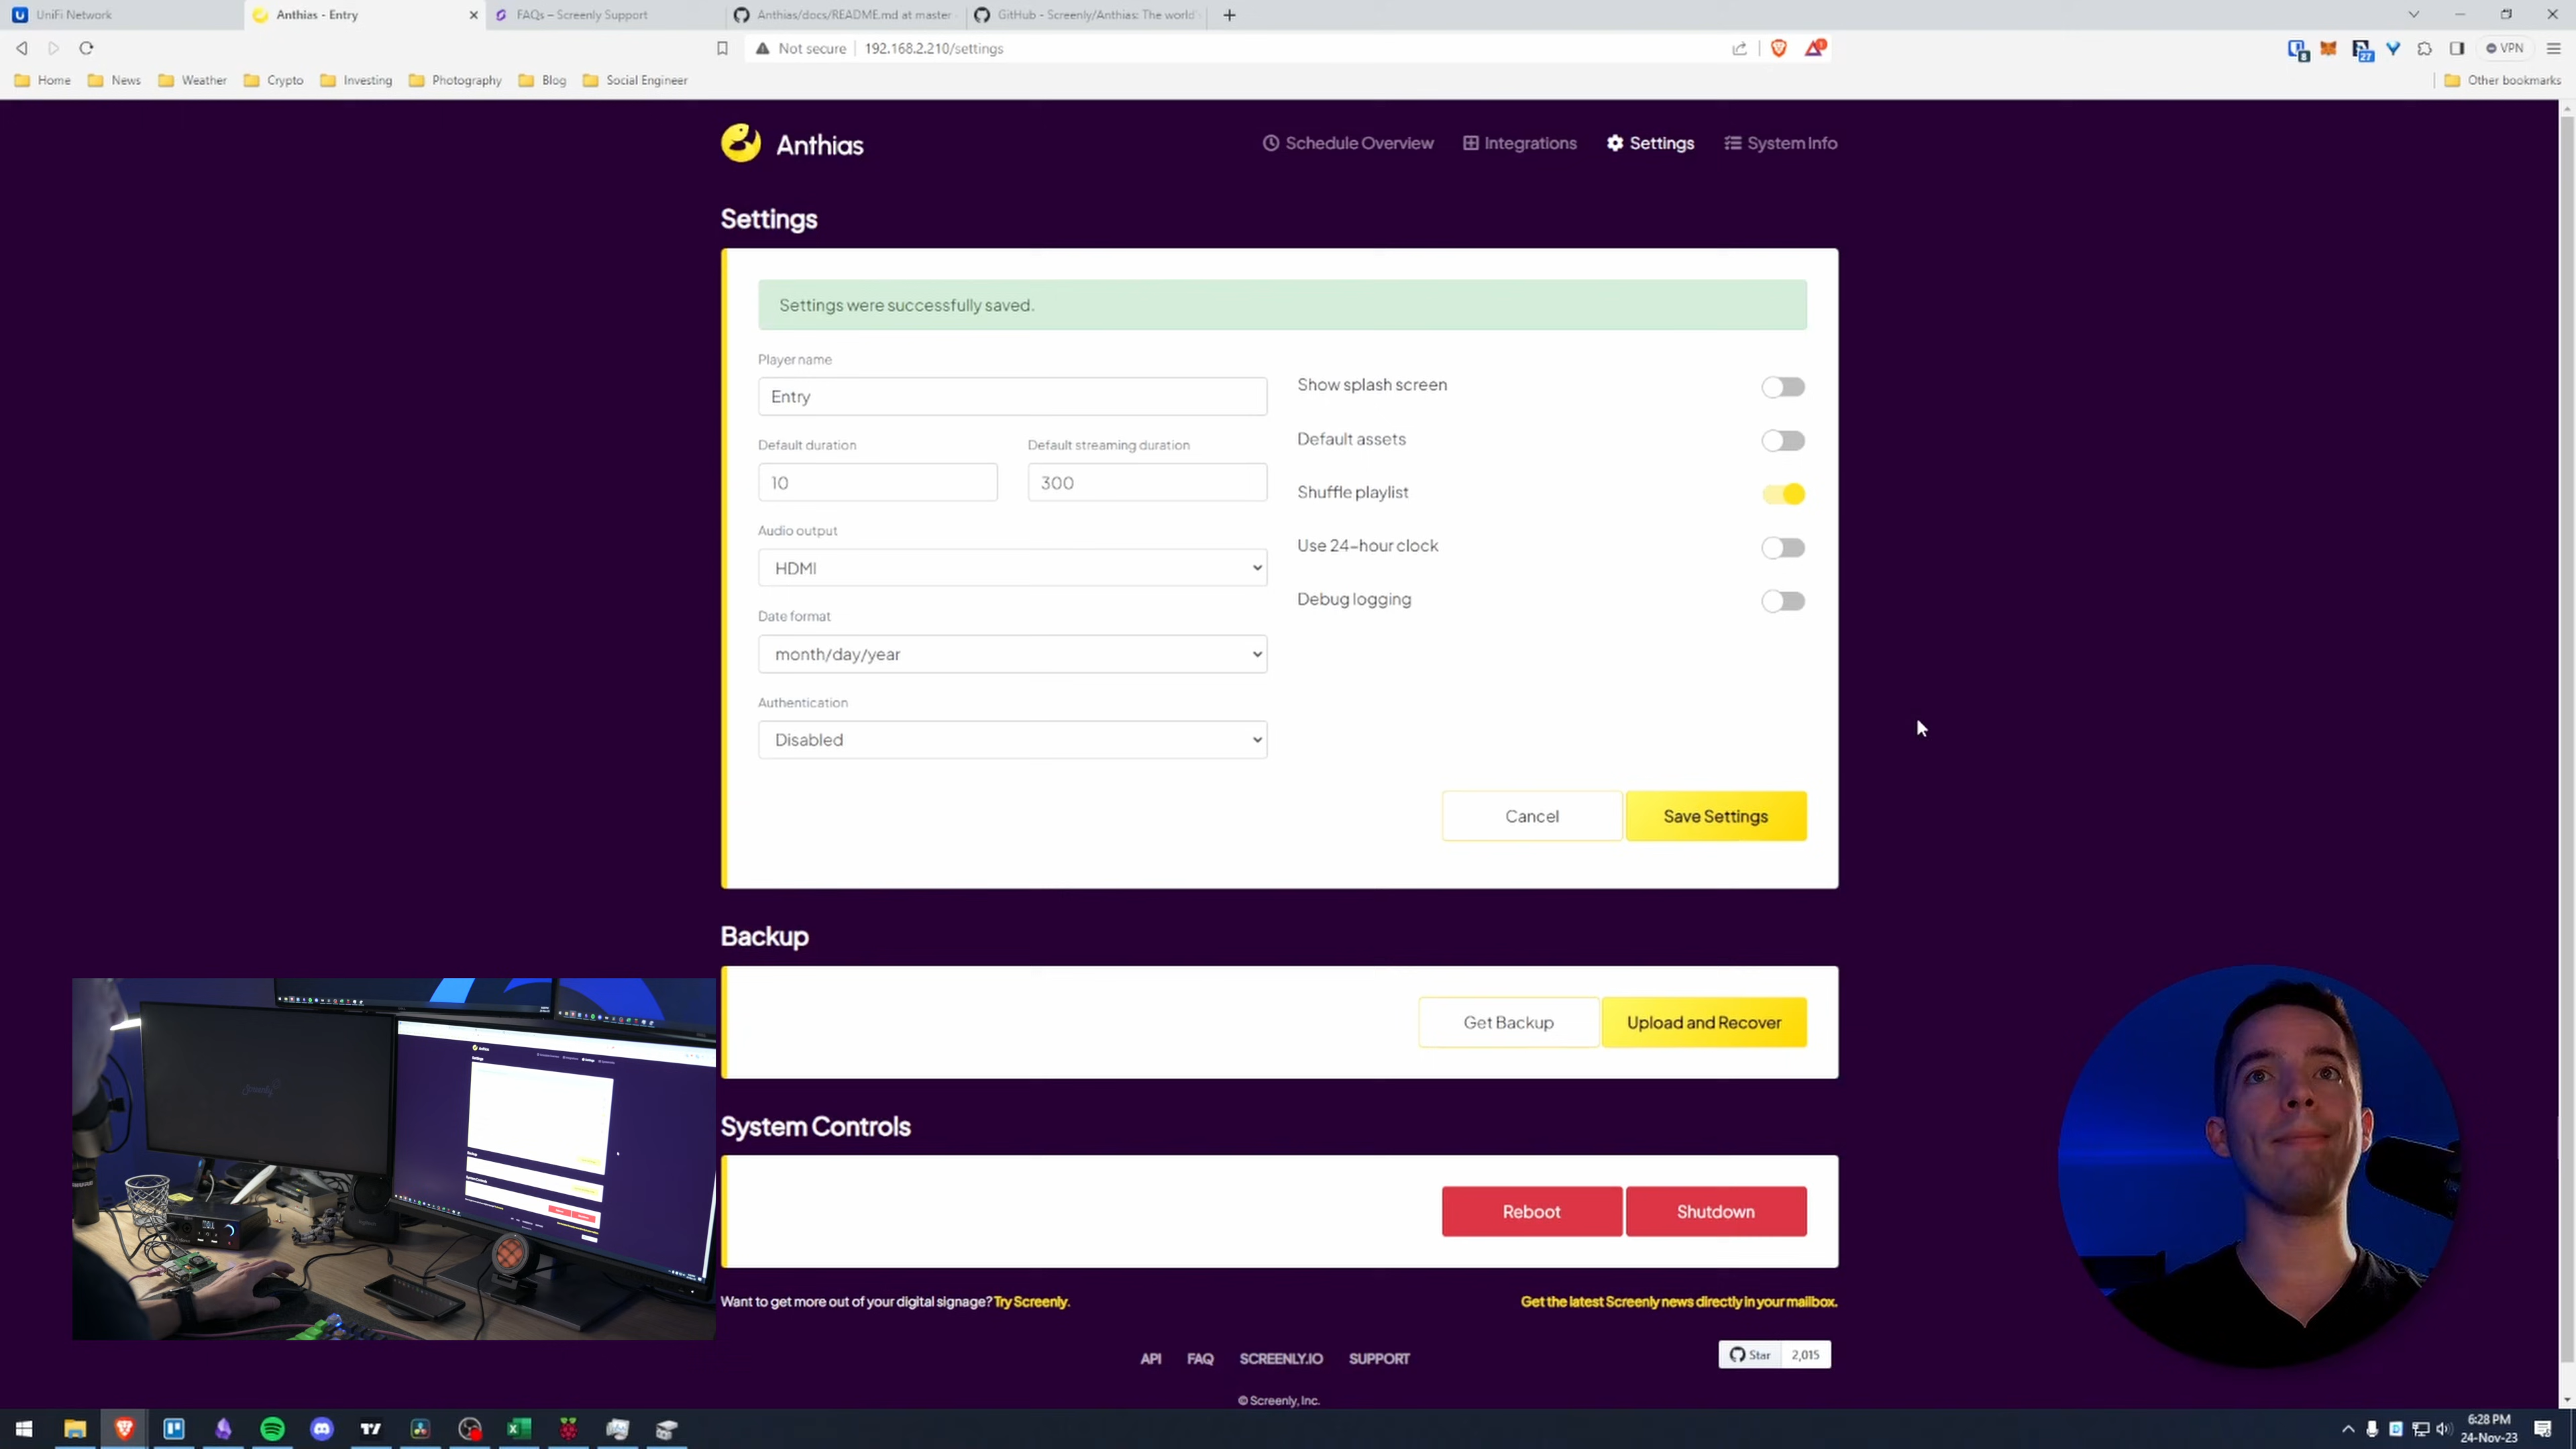 UniFi Network
Anthias - Entry
FAQs – Screenly Support
Anthias/docs/README.md at master
GitHub - Screenly/Anthias: The world'
Not secure
192.168.2.210/settings
VPN
Home
News
Weather
Crypto
Investing
Photography
Blog
Social Engineer
Other bookmarks
Anthias
Schedule Overview
Integrations
Settings
System Info
Settings
Settings were successfully saved.
Player name
Entry
Default duration
Default streaming duration
10
300
Audio output
HDMI
Date format
month/day/year
Authentication
Disabled
Show splash screen
Default assets
Shuffle playlist
Use 24-hour clock
Debug logging
Cancel
Save Settings
Backup
Get Backup
Upload and Recover
System Controls
Reboot
Shutdown
Want to get more out of your digital signage? Try Screenly.
Get the latest Screenly news directly in your mailbox.
API
FAQ
SCREENLY.IO
SUPPORT
Star
2,015
© Screenly, Inc.
6:28 PM
24-Nov-23